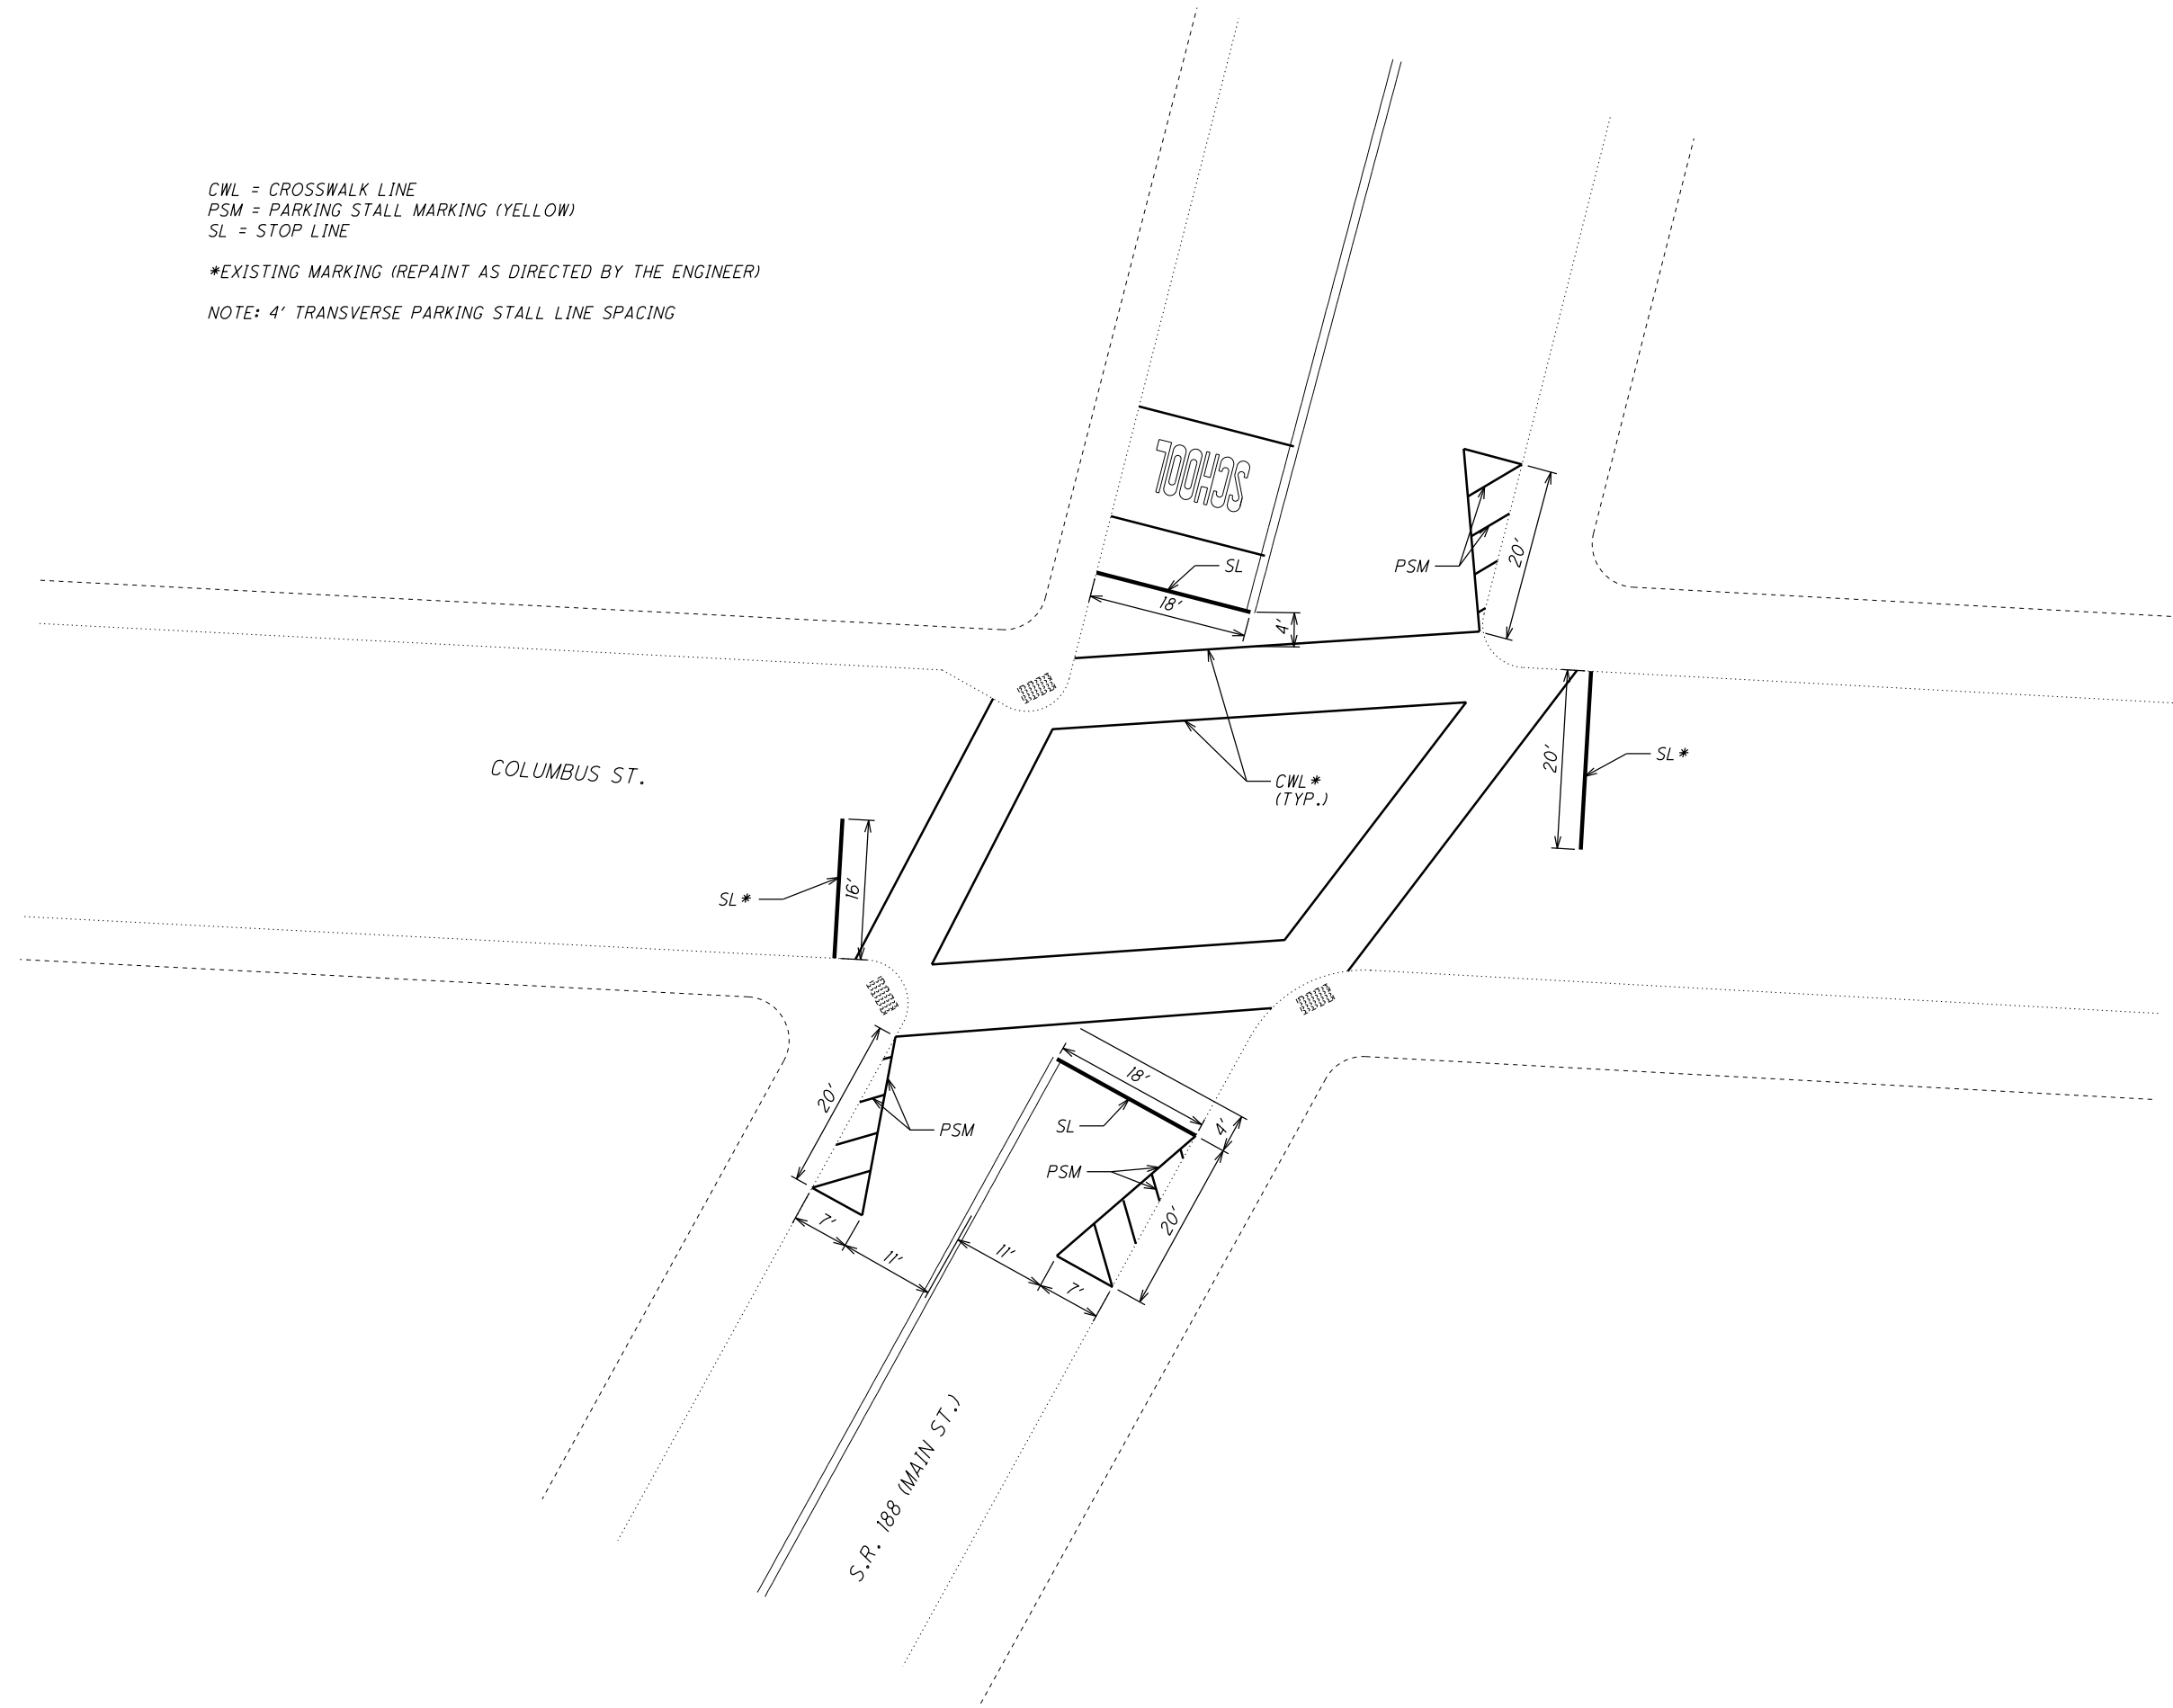 CWL = CROSSWALK LINE
PSM = PARKING STALL MARKING (YELLOW)
SL = STOP LINE
*EXISTING MARKING (REPAINT AS DIRECTED BY THE ENGINEER)
NOTE: 4' TRANSVERSE PARKING STALL LINE SPACING
SCHOOL
SL
18'
4'
PSM
20'
COLUMBUS ST.
CWL*
(TYP.)
20'
SL*
16'
SL*
20'
PSM
7'
11'
18'
SL
4'
PSM
20'
11'
7'
S.R. 188 (MAIN ST.)